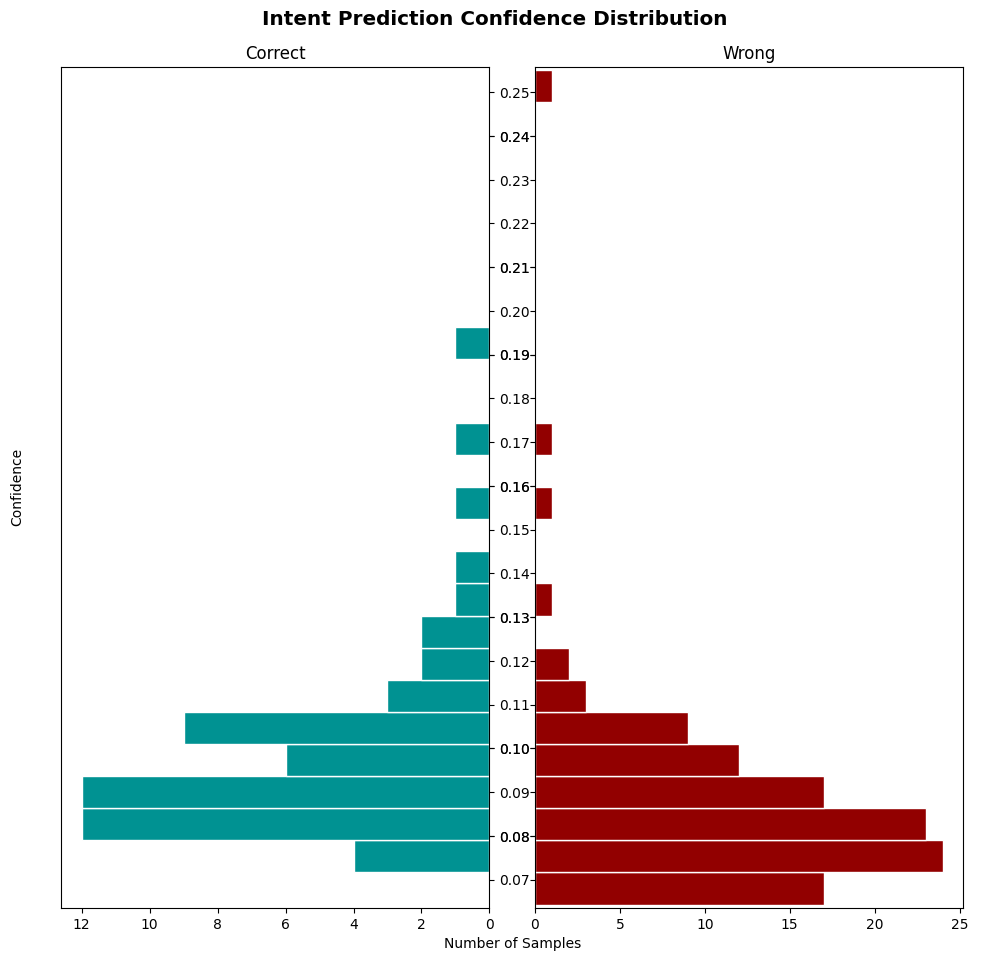 Intent Prediction Confidence Distribution
Correct
Wrong
0.25
0.24
0.23
0.22
0.21
0.20
0.19
0.18
0.17
0.16
0.15
0.14
0.13
0.12
0.11
0.10
0.09
0.08
0.07
Confidence
12 10 8 6 4 2 0
0 5 10 15 20 25
Number of Samples